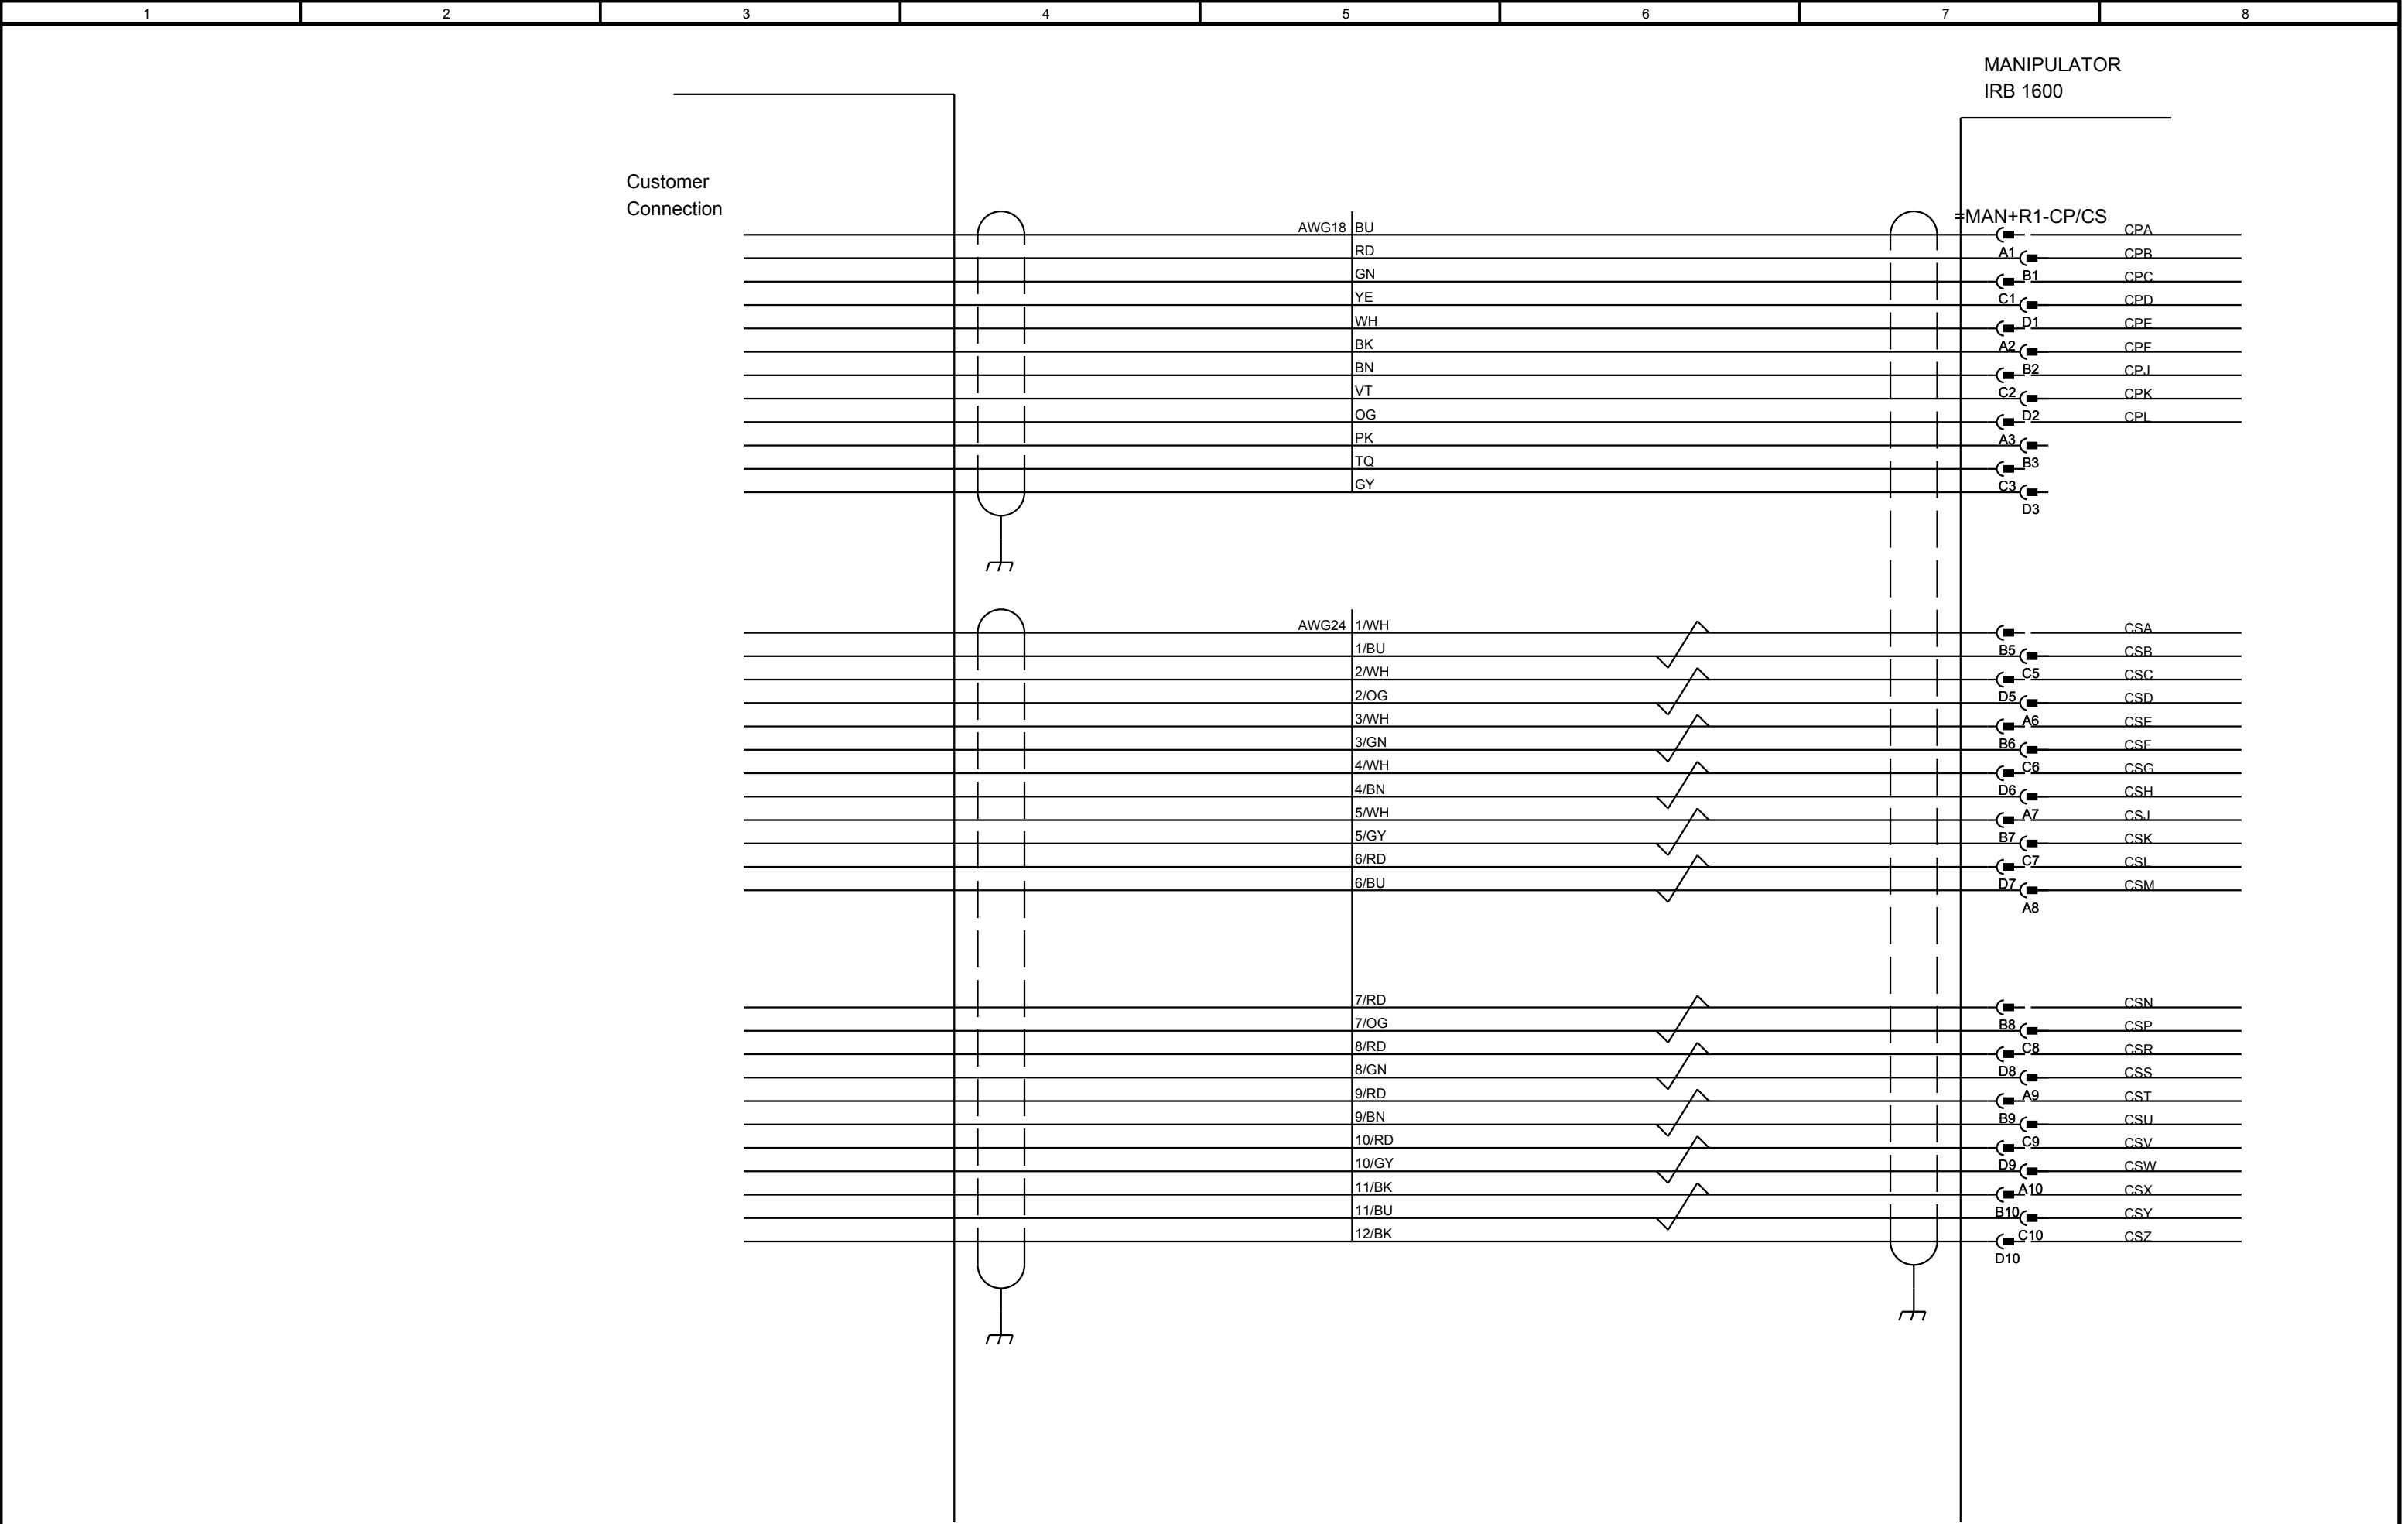 1 2 3 4 5 6 7 8
MANIPULATOR
IRB 1600
Customer
Connection
=MAN+R1-CP/CS
AWG18 BU CPA
A1
RD CPB
B1
GN CPC
C1
YE CPD
D1
WH CPE
A2
BK CPF
B2
BN CPJ
C2
VT CPK
D2
OG CPL
A3
PK
B3
TQ
C3
GY
D3
AWG24 1/WH CSA
B5
1/BU CSB
C5
2/WH CSC
D5
2/OG CSD
A6
3/WH CSE
B6
3/GN CSF
C6
4/WH CSG
D6
4/BN CSH
A7
5/WH CSJ
B7
5/GY CSK
C7
6/RD CSL
D7
6/BU CSM
A8
7/RD CSN
B8
7/OG CSP
C8
8/RD CSR
D8
8/GN CSS
A9
9/RD CST
B9
9/BN CSU
C9
10/RD CSV
D9
10/GY CSW
A10
11/BK CSX
B10
11/BU CSY
C10
12/BK CSZ
D10